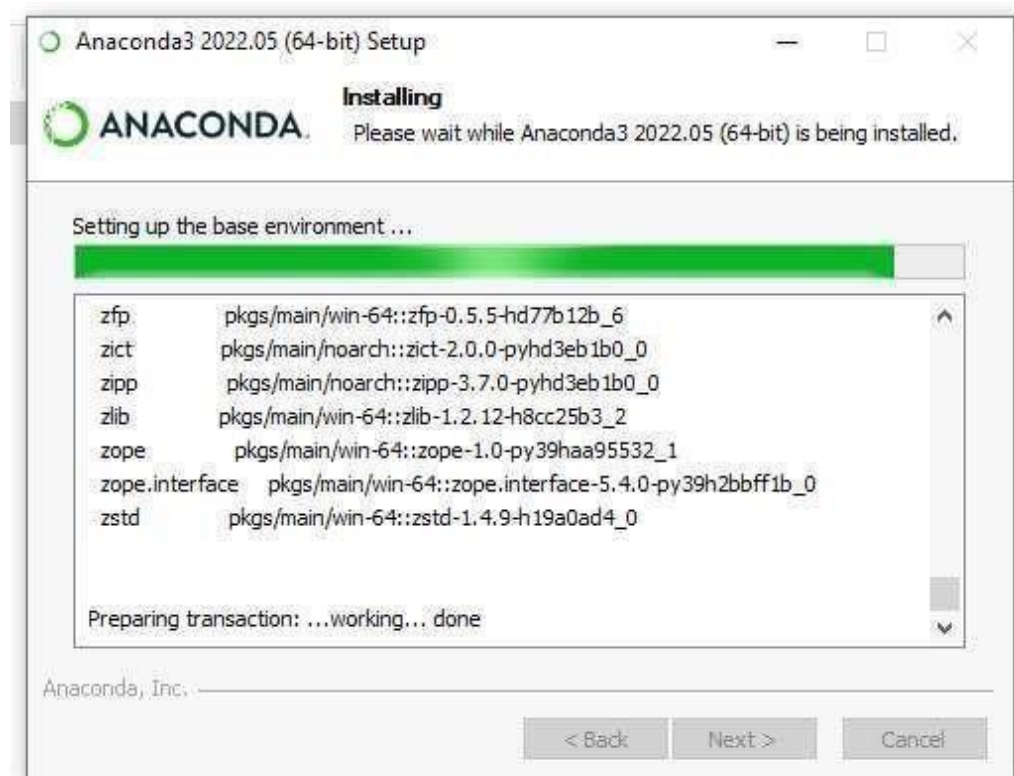 Anaconda3 2022.05 (64-bit) Setup
ANACONDA.
Installing
Please wait while Anaconda3 2022.05 (64-bit) is being installed.
Setting up the base environment ...
zfp pkgs/main/win-64::zfp-0.5.5-hd77b12b_6
zict pkgs/main/noarch::zict-2.0.0-pyhd3eb1b0_0
zipp pkgs/main/noarch::zipp-3.7.0-pyhd3eb1b0_0
zlib pkgs/main/win-64::zlib-1.2.12-h8cc25b3_2
zope pkgs/main/win-64::zope-1.0-py39haa95532_1
zope.interface pkgs/main/win-64::zope.interface-5.4.0-py39h2bbff1b_0
zstd pkgs/main/win-64::zstd-1.4.9-h19a0ad4_0
Preparing transaction: ...working... done
Anaconda, Inc.
< Back Next > Cancel